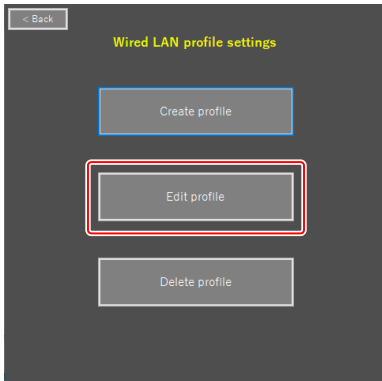 < Back
Wired LAN profile settings
Create profile
Edit profile
Delete profile